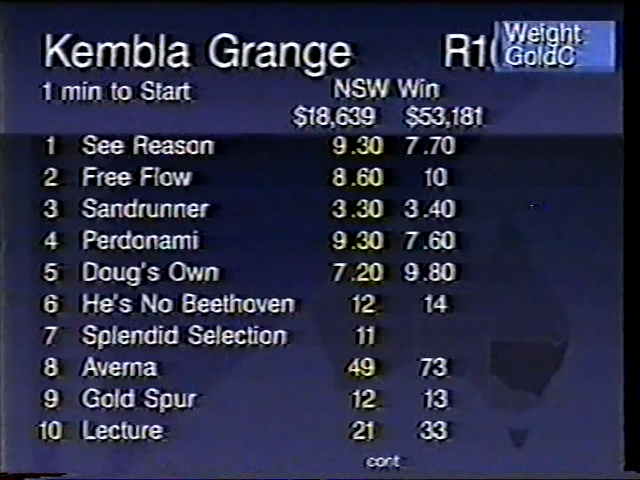 Kembla Grange R1
Weight
GoldC
1 min to Start NSW Win
$18,639 $53,181
1 See Reason 9.30 7.70
2 Free Flow 8.60 10
3 Sandrunner 3.30 3.40
4 Perdonami 9.30 7.60
5 Doug's Own 7.20 9.80
6 He's No Beethoven 12 14
7 Splendid Selection 11
8 Averna 49 73
9 Gold Spur 12 13
10 Lecture 21 33
cont